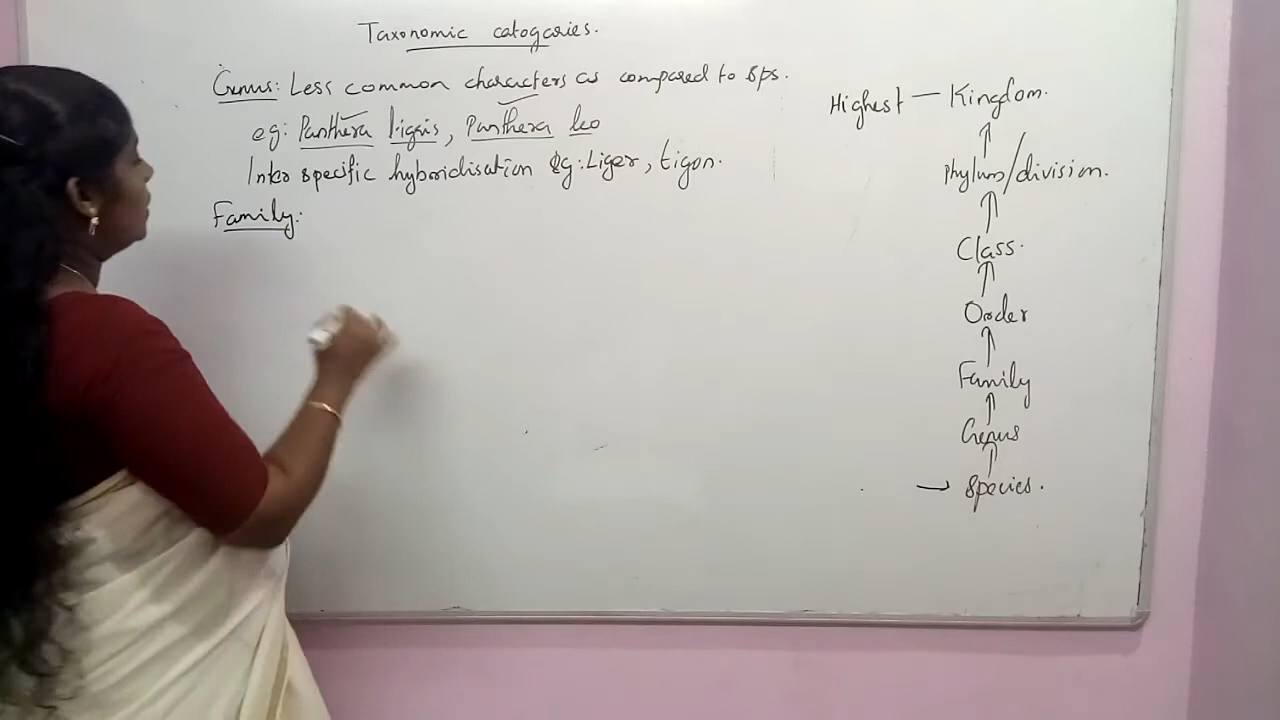 Taxonomic catogaries.
Genus: Less common characters as compared to sps.
eg: Panthera tigris, Panthera leo
Inter specific hybridisation Eg: Liger, tigon.
Family:
Highest — Kingdom.
↑
Phylum/division.
↑
Class.
↑
Order
↑
Family
↑
Genus
↑
→ Species.